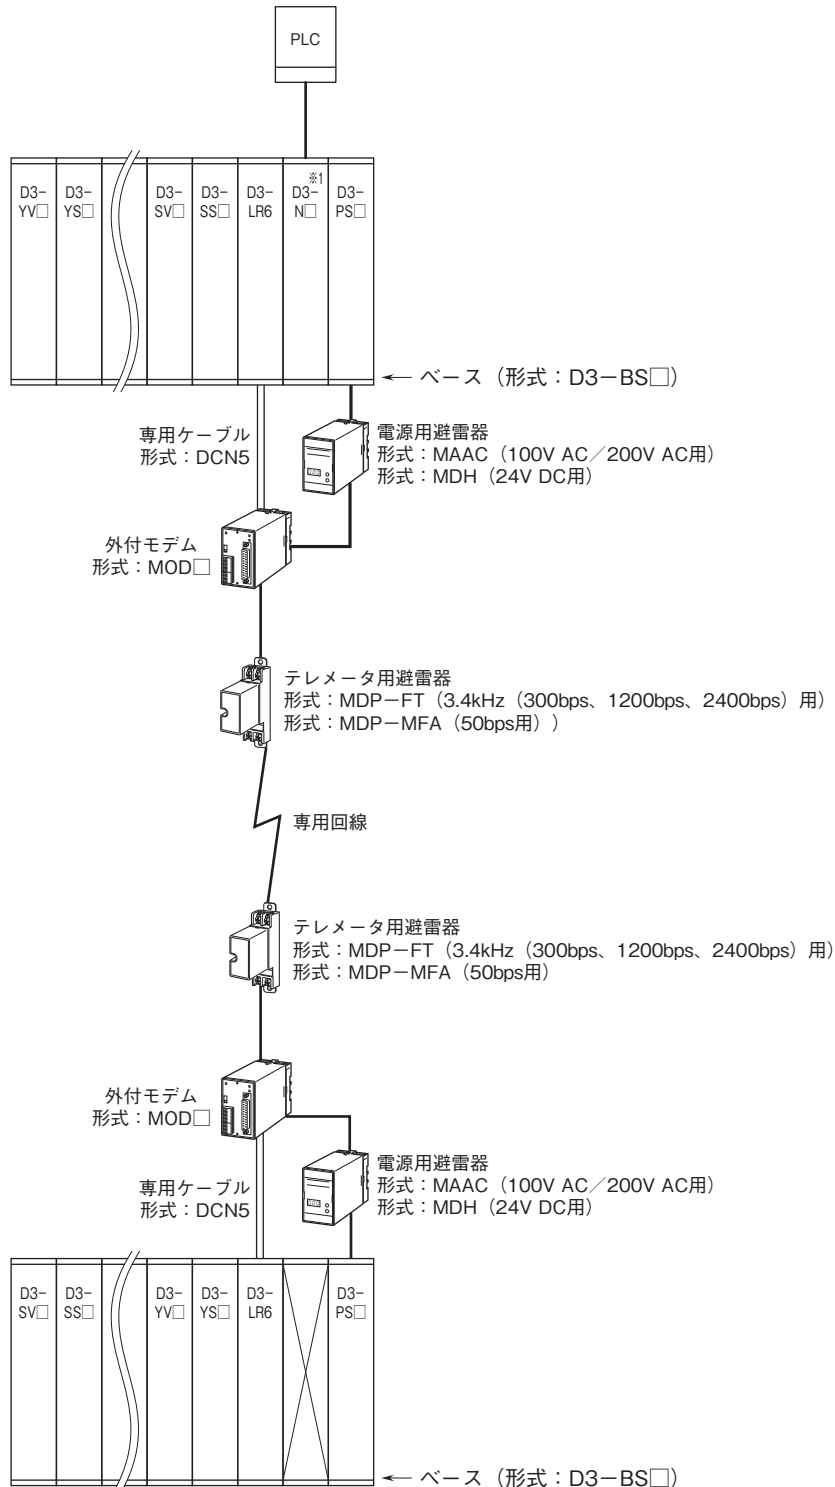 PLC
※1
D3-
YV□
D3-
YS□
D3-
SV□
D3-
SS□
D3-
LR6
D3-
N□
D3-
PS□
← ベース（形式：D3－BS□）
専用ケーブル
形式：DCN5
電源用避雷器
形式：MAAC（100V AC／200V AC用）
形式：MDH（24V DC用）
外付モデム
形式：MOD□
テレメータ用避雷器
形式：MDP－FT（3.4kHz（300bps、1200bps、2400bps）用）
形式：MDP－MFA（50bps用））
専用回線
テレメータ用避雷器
形式：MDP－FT（3.4kHz（300bps、1200bps、2400bps）用）
形式：MDP－MFA（50bps用）
外付モデム
形式：MOD□
電源用避雷器
形式：MAAC（100V AC／200V AC用）
形式：MDH（24V DC用）
専用ケーブル
形式：DCN5
D3-
SV□
D3-
SS□
D3-
YV□
D3-
YS□
D3-
LR6
D3-
PS□
← ベース（形式：D3－BS□）